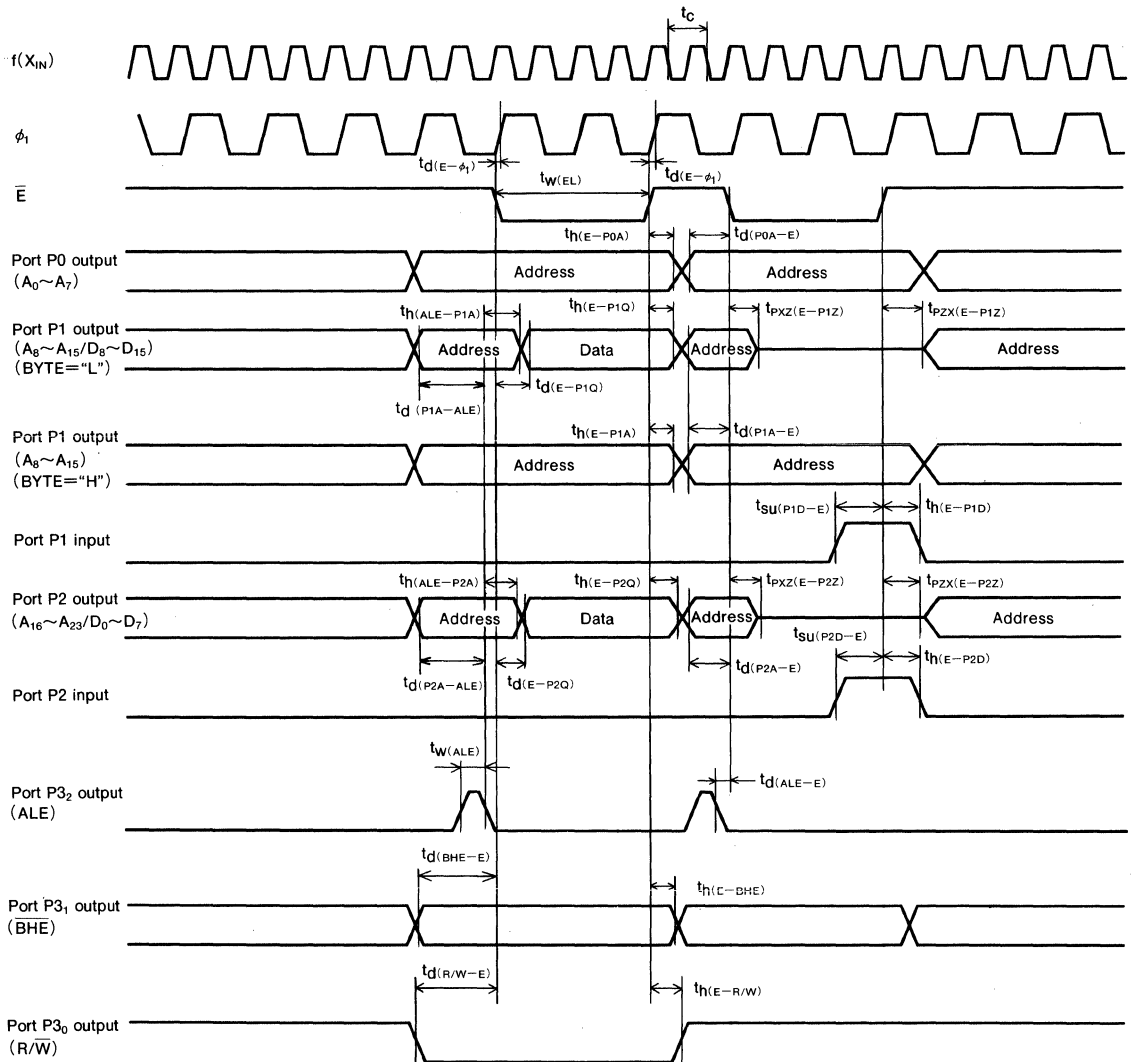 tc
f(XIN)
ϕ1
td(E−ϕ1)
tw(EL)
td(E−ϕ1)
E̅
th(E−P0A)
td(P0A−E)
Port P0 output
(A0~A7)
Address
Address
th(ALE−P1A)
th(E−P1Q)
tPXZ(E−P1Z)
tPZX(E−P1Z)
Port P1 output
(A8~A15/D8~D15)
(BYTE="L")
Address
Data
Address
Address
td(P1A−ALE)
td(E−P1Q)
Port P1 output
(A8~A15)
(BYTE="H")
th(E−P1A)
td(P1A−E)
Address
Address
tsu(P1D−E)
th(E−P1D)
Port P1 input
th(ALE−P2A)
th(E−P2Q)
tPXZ(E−P2Z)
tPZX(E−P2Z)
Port P2 output
(A16~A23/D0~D7)
Address
Data
Address
Address
tsu(P2D−E)
td(P2A−ALE)
td(E−P2Q)
td(P2A−E)
th(E−P2D)
Port P2 input
tw(ALE)
td(ALE−E)
Port P32 output
(ALE)
td(BHE−E)
th(E−BHE)
Port P31 output
(B̅H̅E̅)
td(R/W−E)
th(E−R/W)
Port P30 output
(R/W̅)